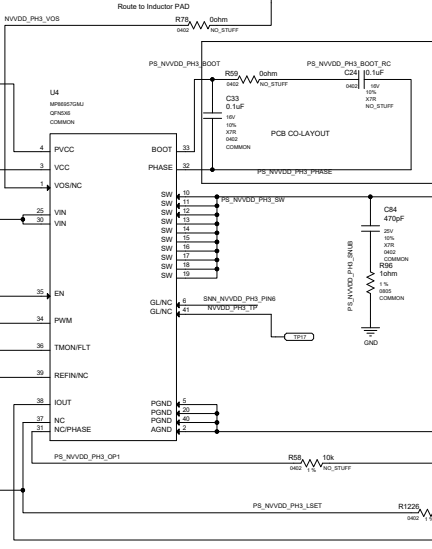 Route to Inductor PAD
NVVDD_PH3_VOS
R78
0ohm
0402
NO_STUFF
PS_NVVDD_PH3_BOOT
PS_NVVDD_PH3_BOOT_RC
R59
0ohm
0402
NO_STUFF
C24
0.1uF
0402
16V
10%
X7R
NO_STUFF
U4
MP86957GMJ
QFN5X6
COMMON
C33
0.1uF
16V
10%
X7R
0402
COMMON
PCB CO-LAYOUT
4 PVCC
BOOT 33
3 VCC
PHASE 32
PS_NVVDD_PH3_PHASE
1 VOS/NC
SW 10
PS_NVVDD_PH3_SW
SW 11
25 VIN
SW 12
30 VIN
SW 13
SW 14
SW 15
SW 16
SW 17
SW 18
SW 19
C84
470pF
25V
10%
X7R
0402
COMMON
PS_NVVDD_PH3_SNUB
R96
1ohm
1 %
0805
COMMON
GND
35 EN
GL/NC 6
SNN_NVVDD_PH3_PIN6
GL/NC 41
NVVDD_PH3_TP
34 PWM
TP17
36 TMON/FLT
39 REFIN/NC
38 IOUT
PGND 5
PGND 20
37 NC
PGND 40
31 NC/PHASE
AGND 2
PS_NVVDD_PH3_OP1
R58
10k
0402
1 %
NO_STUFF
PS_NVVDD_PH3_LSET
R1226
0402